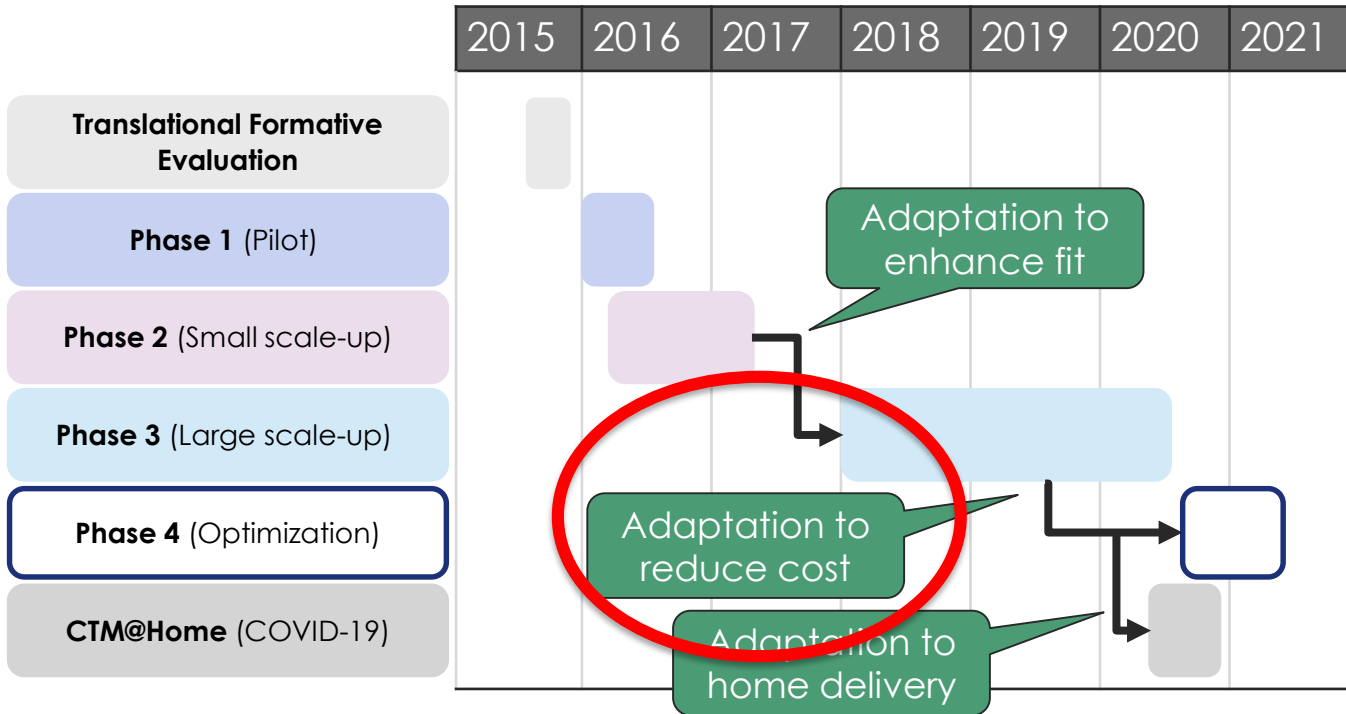 2015 2016 2017 2018 2019 2020 2021
Translational Formative
Evaluation
Phase 1 (Pilot)
Adaptation to
enhance fit
Phase 2 (Small scale-up)
Phase 3 (Large scale-up)
Adaptation to
reduce cost
Phase 4 (Optimization)
CTM@Home (COVID-19)
Adaptation to
home delivery